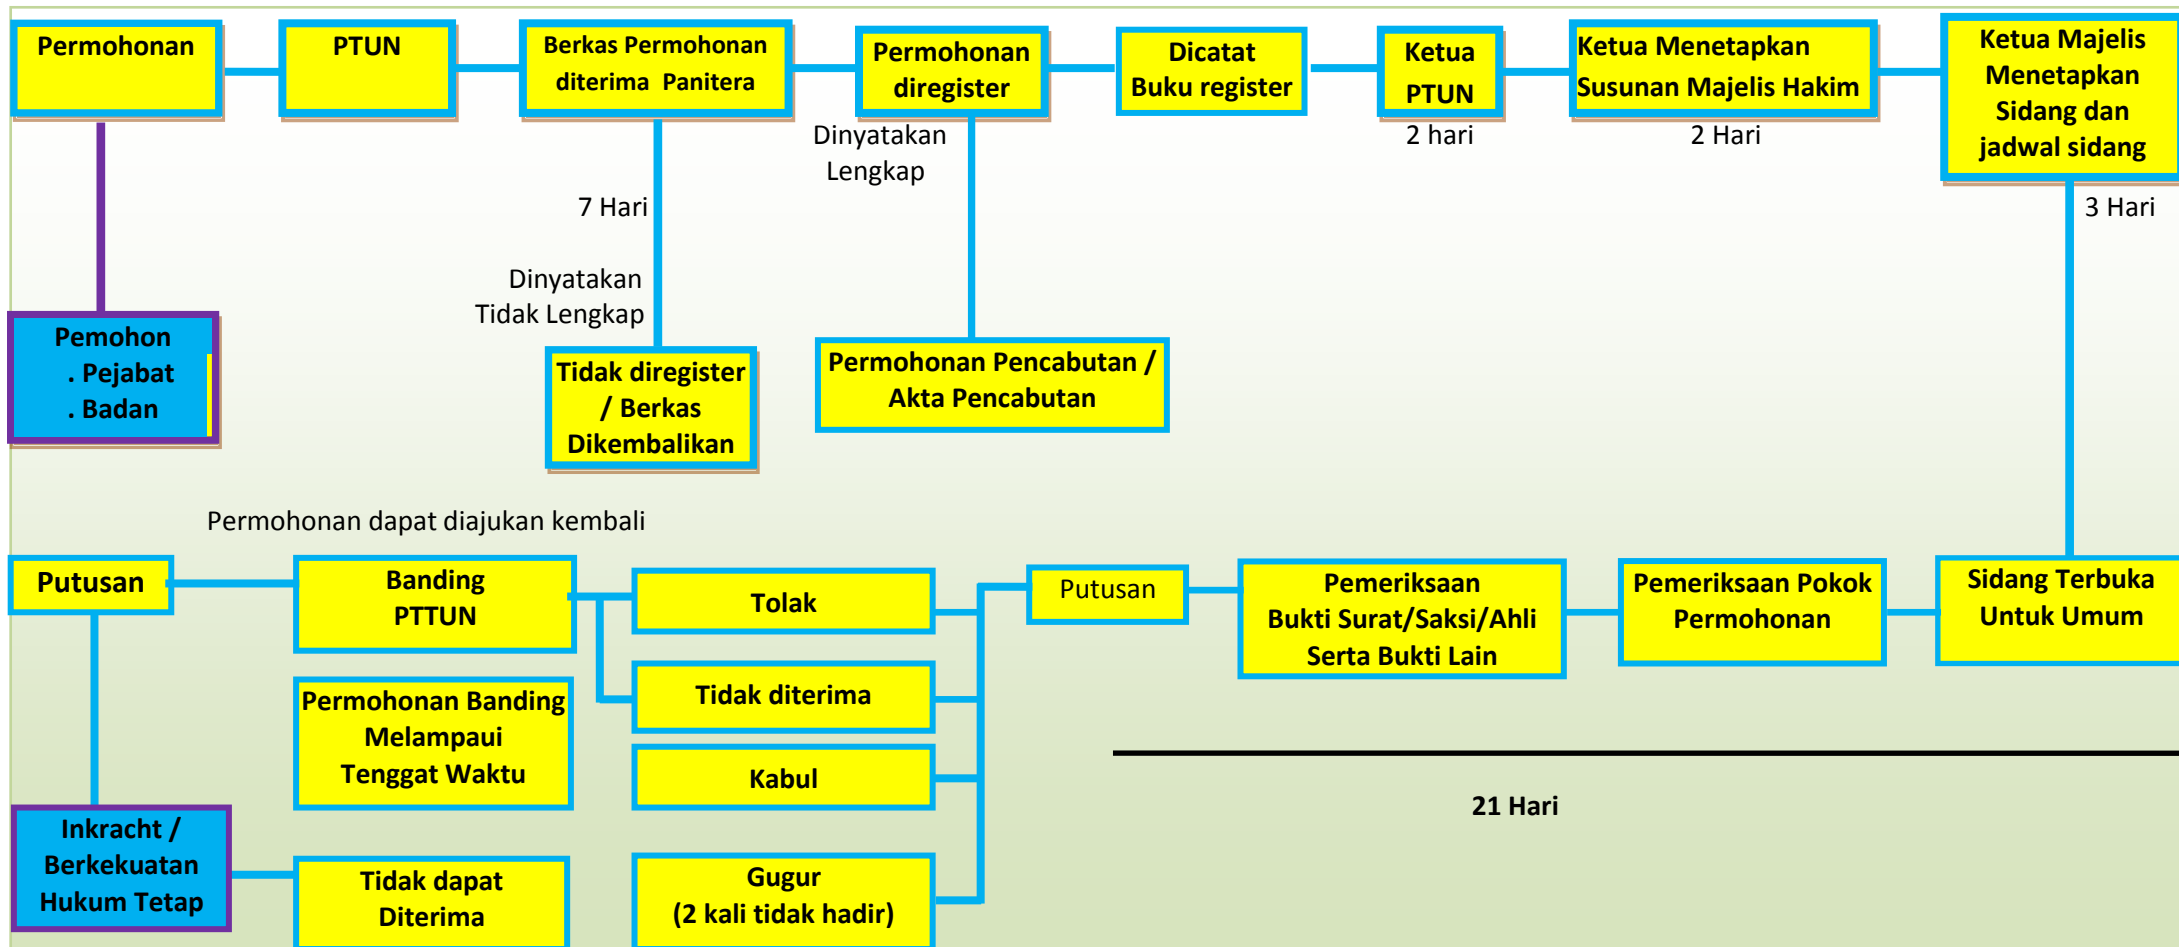 Permohonan
PTUN
Berkas Permohonan
diterima Panitera
Permohonan
diregister
Dicatat
Buku register
Ketua
PTUN
Ketua Menetapkan
Susunan Majelis Hakim
Ketua Majelis
Menetapkan
Sidang dan
jadwal sidang
Dinyatakan
Lengkap
2 hari
2 Hari
7 Hari
3 Hari
Dinyatakan
Tidak Lengkap
Pemohon
. Pejabat
. Badan
Tidak diregister
/ Berkas
Dikembalikan
Permohonan Pencabutan /
Akta Pencabutan
Permohonan dapat diajukan kembali
Putusan
Banding
PTTUN
Tolak
Putusan
Pemeriksaan
Bukti Surat/Saksi/Ahli
Serta Bukti Lain
Pemeriksaan Pokok
Permohonan
Sidang Terbuka
Untuk Umum
Permohonan Banding
Melampaui
Tenggat Waktu
Tidak diterima
Kabul
21 Hari
Inkracht /
Berkekuatan
Hukum Tetap
Tidak dapat
Diterima
Gugur
(2 kali tidak hadir)